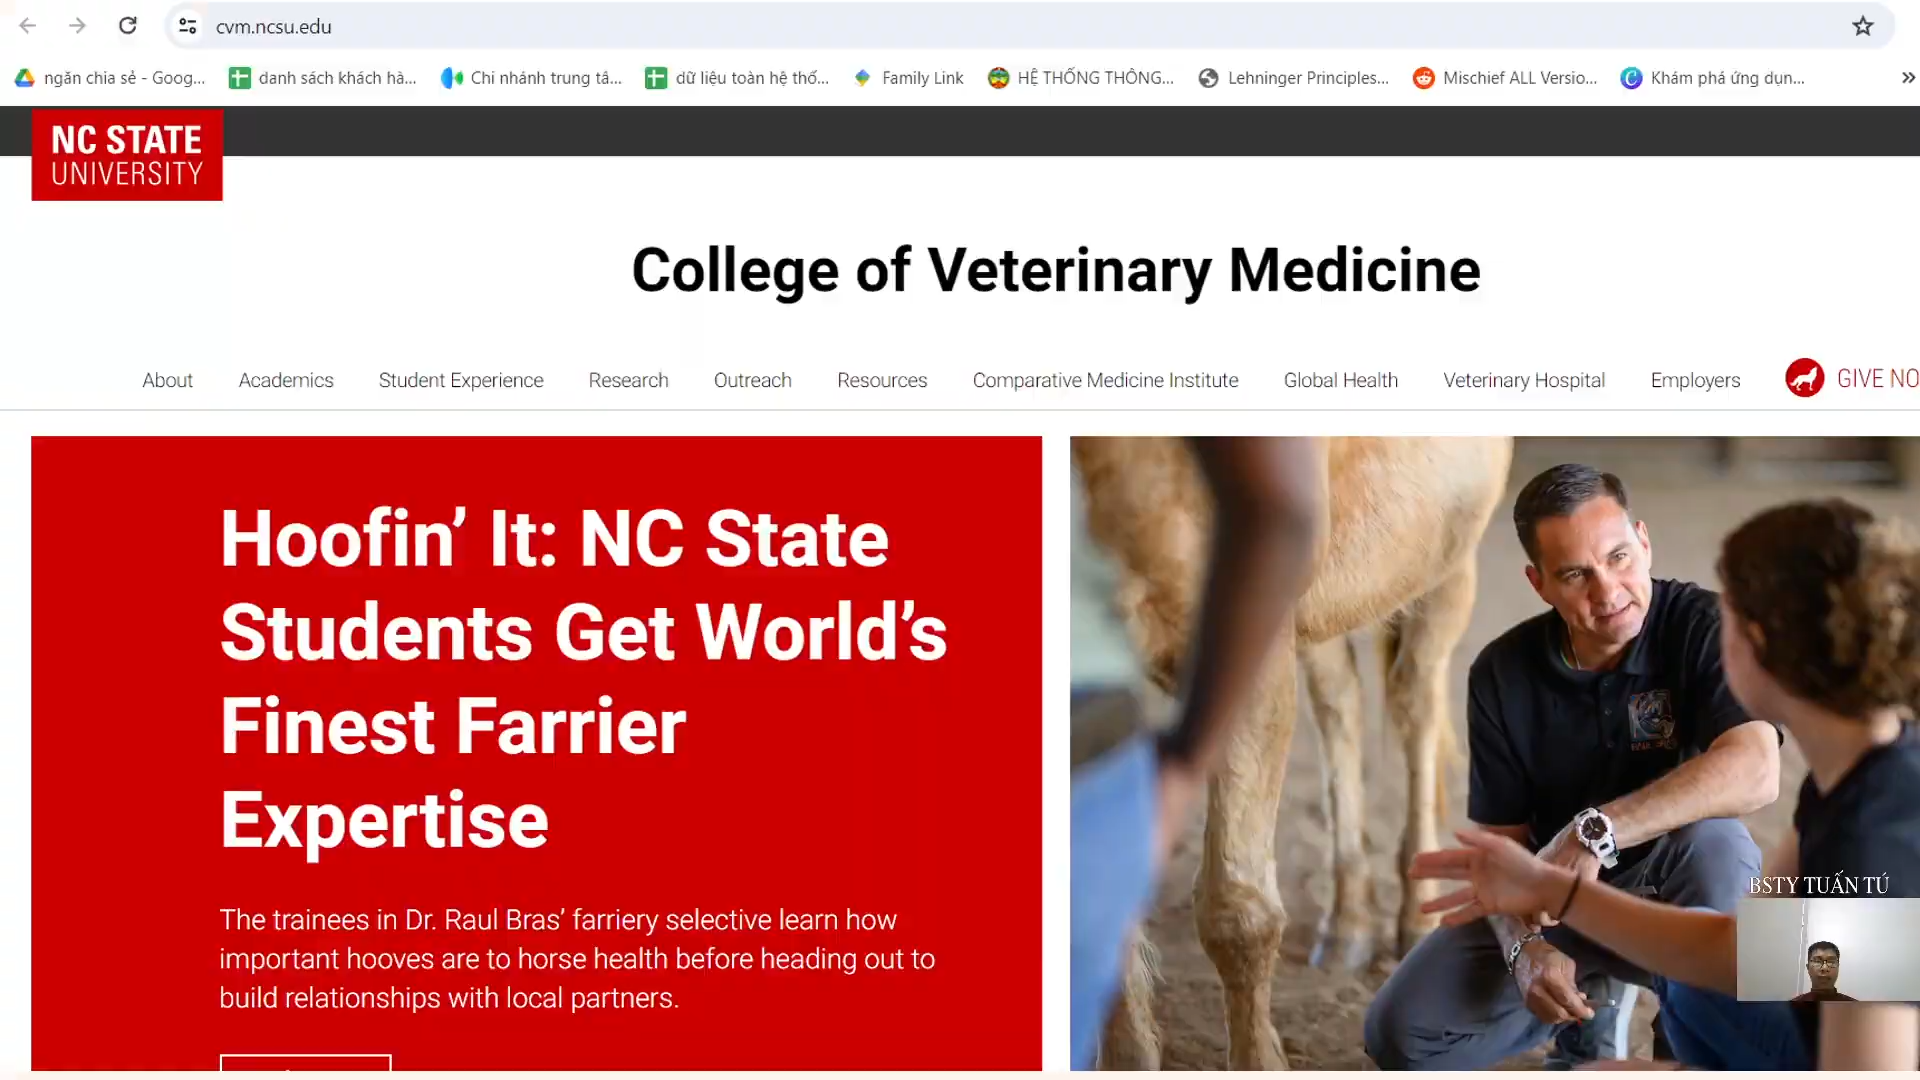 cvm.ncsu.edu
ngăn chia sẻ - Goog...
danh sách khách hà...
Chi nhánh trung tâ...
dữ liệu toàn hệ thố...
Family Link
HỆ THỐNG THÔNG...
Lehninger Principles...
Mischief ALL Versio...
Khám phá ứng dụn...
NC STATE
UNIVERSITY
College of Veterinary Medicine
About
Academics
Student Experience
Research
Outreach
Resources
Comparative Medicine Institute
Global Health
Veterinary Hospital
Employers
GIVE NO
Hoofin’ It: NC State
Students Get World’s
Finest Farrier
Expertise
The trainees in Dr. Raul Bras’ farriery selective learn how
important hooves are to horse health before heading out to
build relationships with local partners.
BSTY TUẤN TÚ